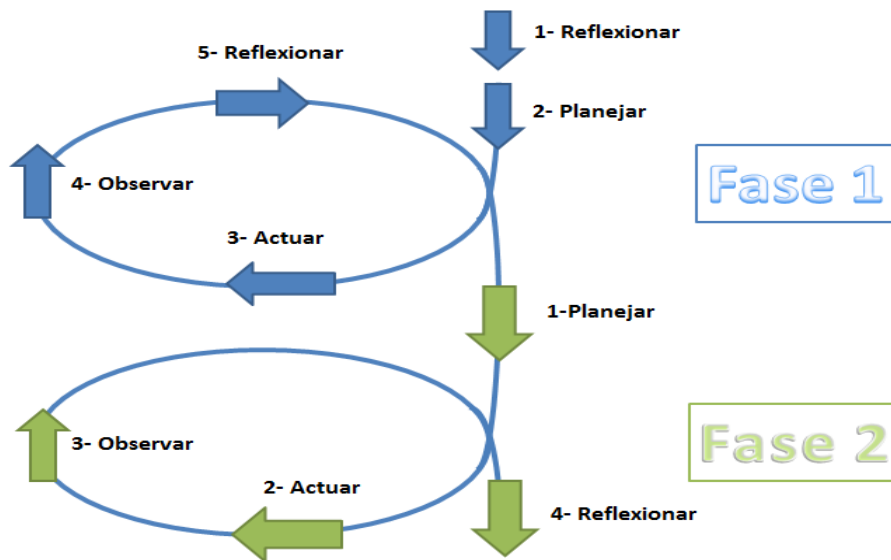 1- Reflexionar
5- Reflexionar
2- Planejar
Fase 1
4- Observar
3- Actuar
1-Planejar
Fase 2
3- Observar
2- Actuar
4- Reflexionar